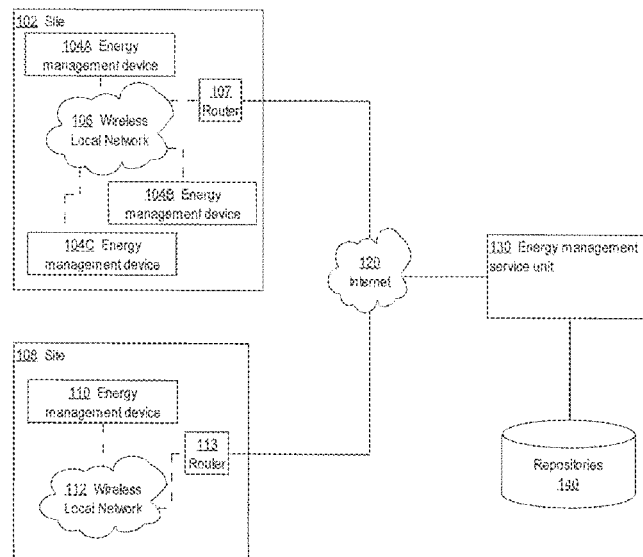 102 Site
104A Energy
management device
107
Router
106 Wireless
Local Network
104B Energy
management device
104C Energy
management device
120
Internet
130 Energy management
service unit
108 Site
110 Energy
management device
113
Router
112 Wireless
Local Network
Repositories
140